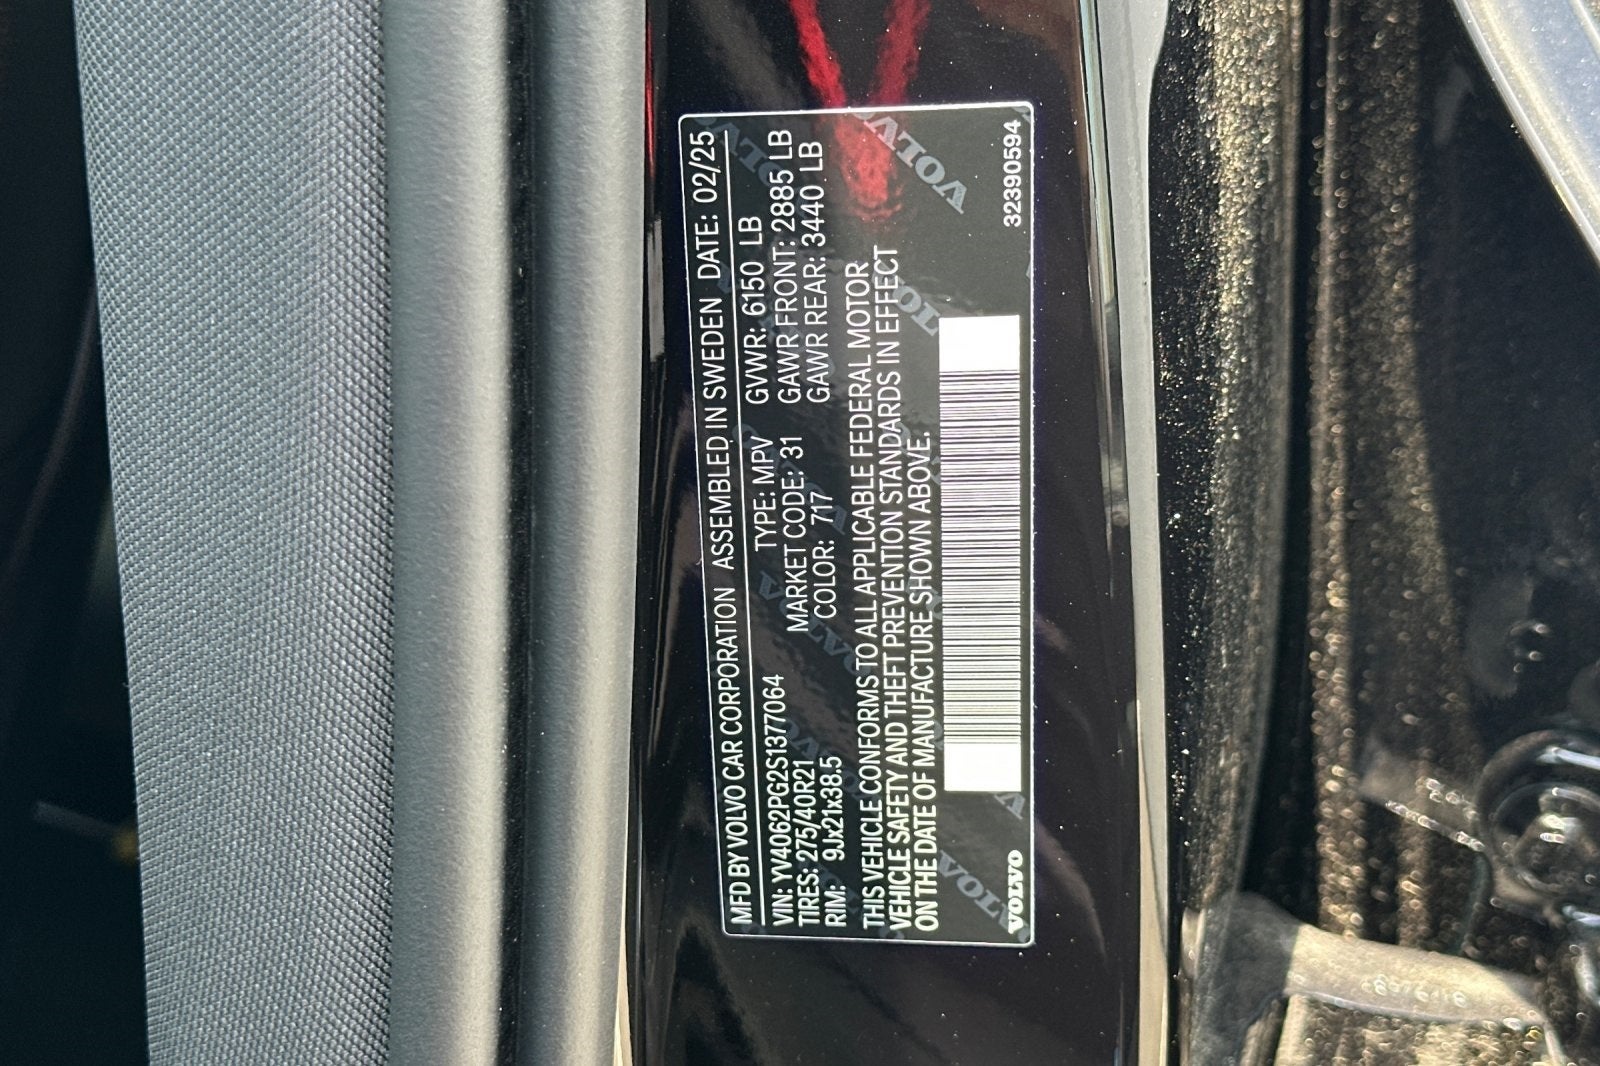 MFD BY VOLVO CAR CORPORATION ASSEMBLED IN SWEDEN DATE: 02/25
VIN: YV4062PG2S1377064 TYPE: MPV GVWR: 6150 LB
TIRES: 275/40R21 MARKET CODE: 31 GAWR FRONT: 2885 LB
RIM: 9Jx21x38.5 COLOR: 717 GAWR REAR: 3440 LB
THIS VEHICLE CONFORMS TO ALL APPLICABLE FEDERAL MOTOR
VEHICLE SAFETY AND THEFT PREVENTION STANDARDS IN EFFECT
ON THE DATE OF MANUFACTURE SHOWN ABOVE.
VOLVO 32390594